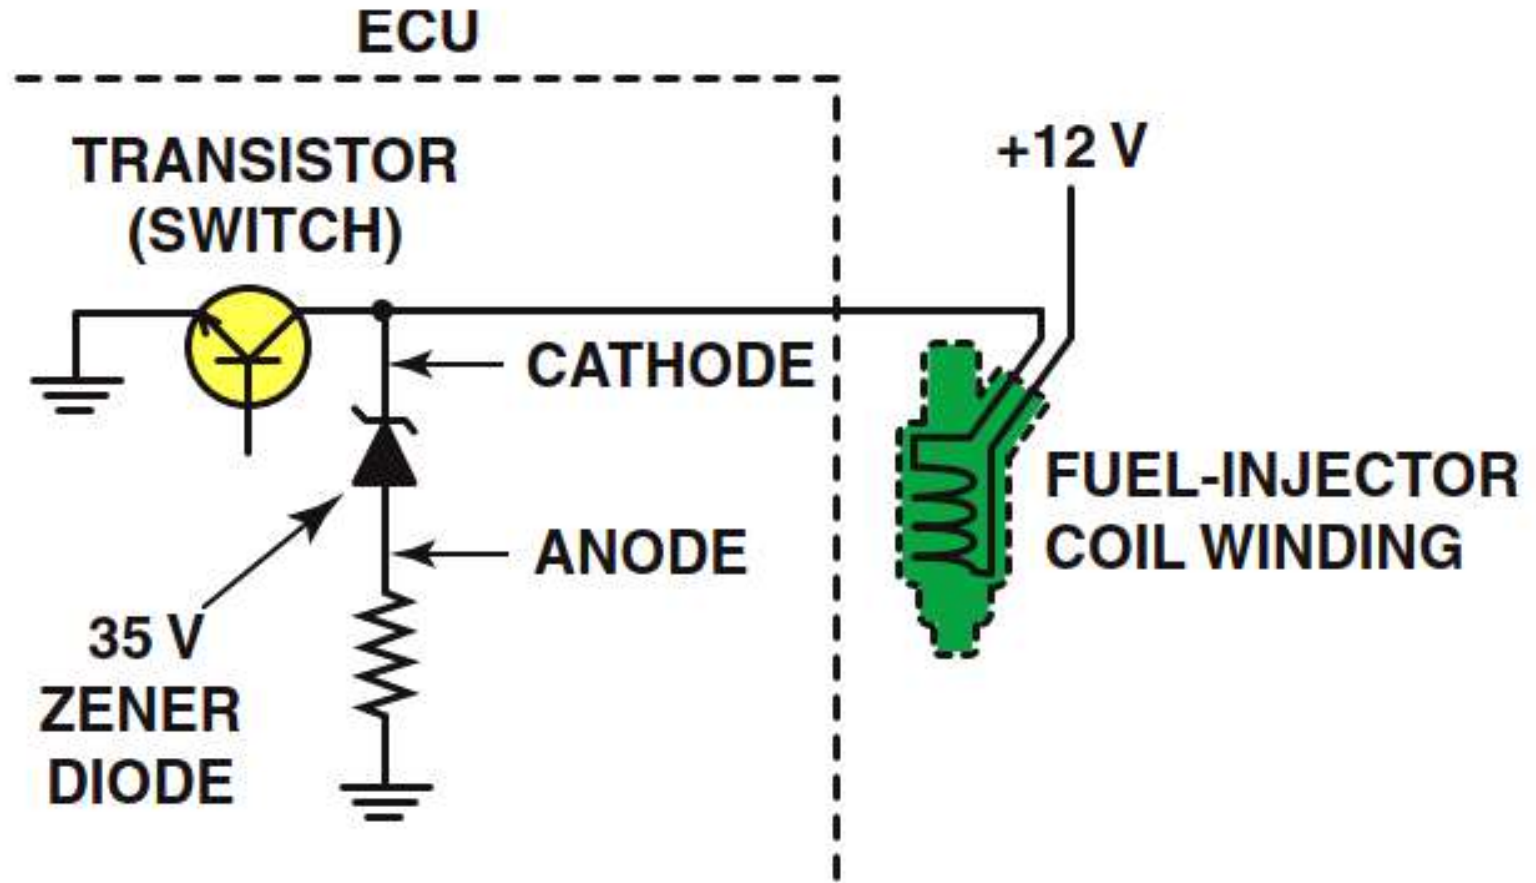 ECU
TRANSISTOR
(SWITCH)
+12 V
CATHODE
ANODE
FUEL-INJECTOR
COIL WINDING
35 V
ZENER
DIODE